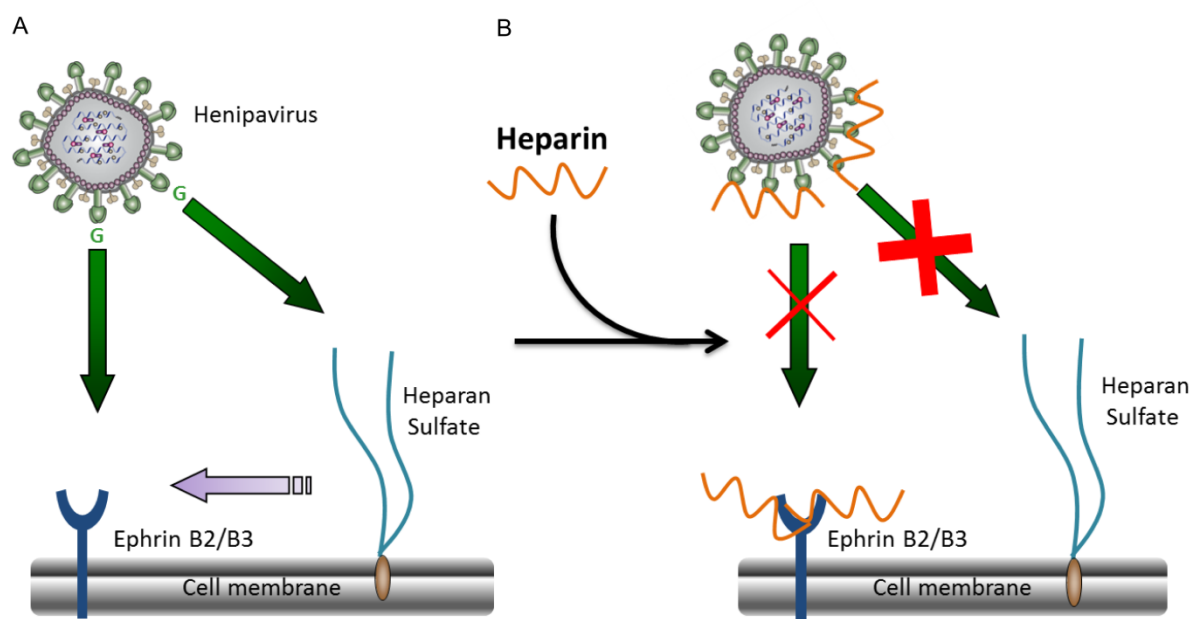 A
Henipavirus
G
G
Heparan
Sulfate
Ephrin B2/B3
Cell membrane
B
Heparin
Heparan
Sulfate
Ephrin B2/B3
Cell membrane